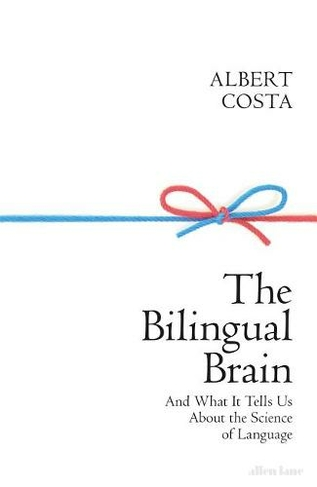 ALBERT
COSTA
The
Bilingual
Brain
And What It Tells Us
About the Science
of Language
allen lane